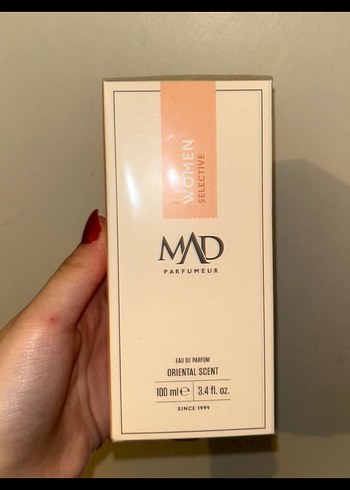 WOMEN
SELECTIVE
MAD
PARFUMEUR
EAU DE PARFUM
ORIENTAL SCENT
100 ml ℮ 3.4 fl. oz.
SINCE 1999